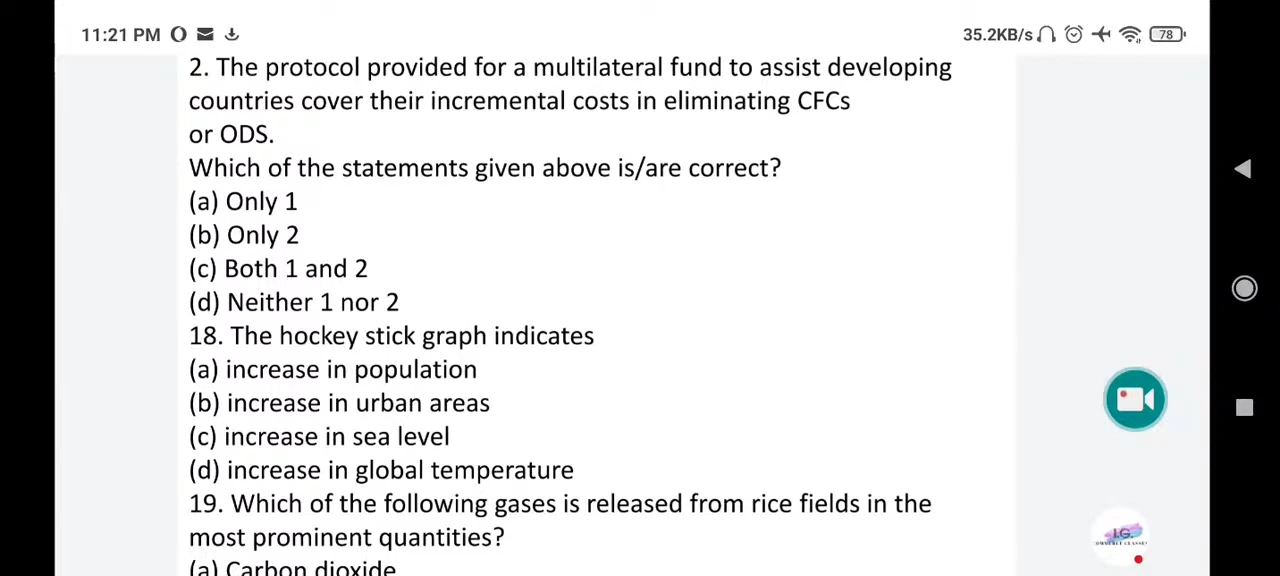 11:21 PM
35.2KB/s
78
2. The protocol provided for a multilateral fund to assist developing
countries cover their incremental costs in eliminating CFCs
or ODS.
Which of the statements given above is/are correct?
(a) Only 1
(b) Only 2
(c) Both 1 and 2
(d) Neither 1 nor 2
18. The hockey stick graph indicates
(a) increase in population
(b) increase in urban areas
(c) increase in sea level
(d) increase in global temperature
19. Which of the following gases is released from rice fields in the
most prominent quantities?
(a) Carbon dioxide
I.G.